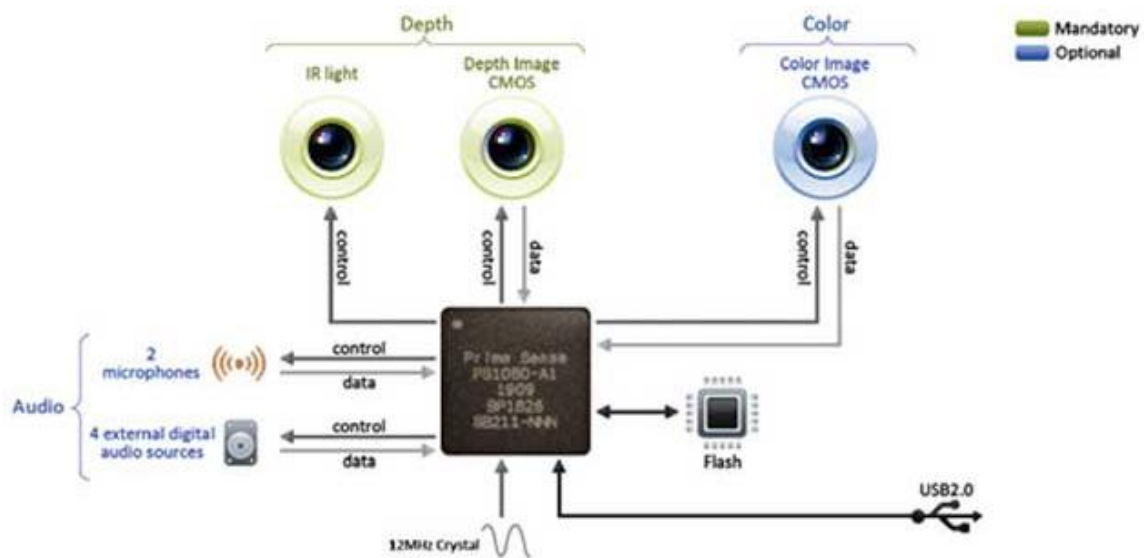 Depth
Color
Mandatory
Optional
IR light
Depth Image
CMOS
Color Image
CMOS
control
control
data
control
data
2
microphones
control
data
Audio
4 external digital
audio sources
control
data
Prime Sense
PS1080-A1
1909
SP1826
SB211-NNN
Flash
USB2.0
12MHz Crystal